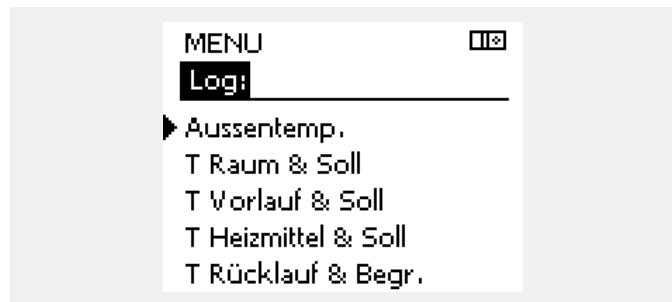 MENU
Log:
Aussentemp.
T Raum & Soll
T Vorlauf & Soll
T Heizmittel & Soll
T Rücklauf & Begr.